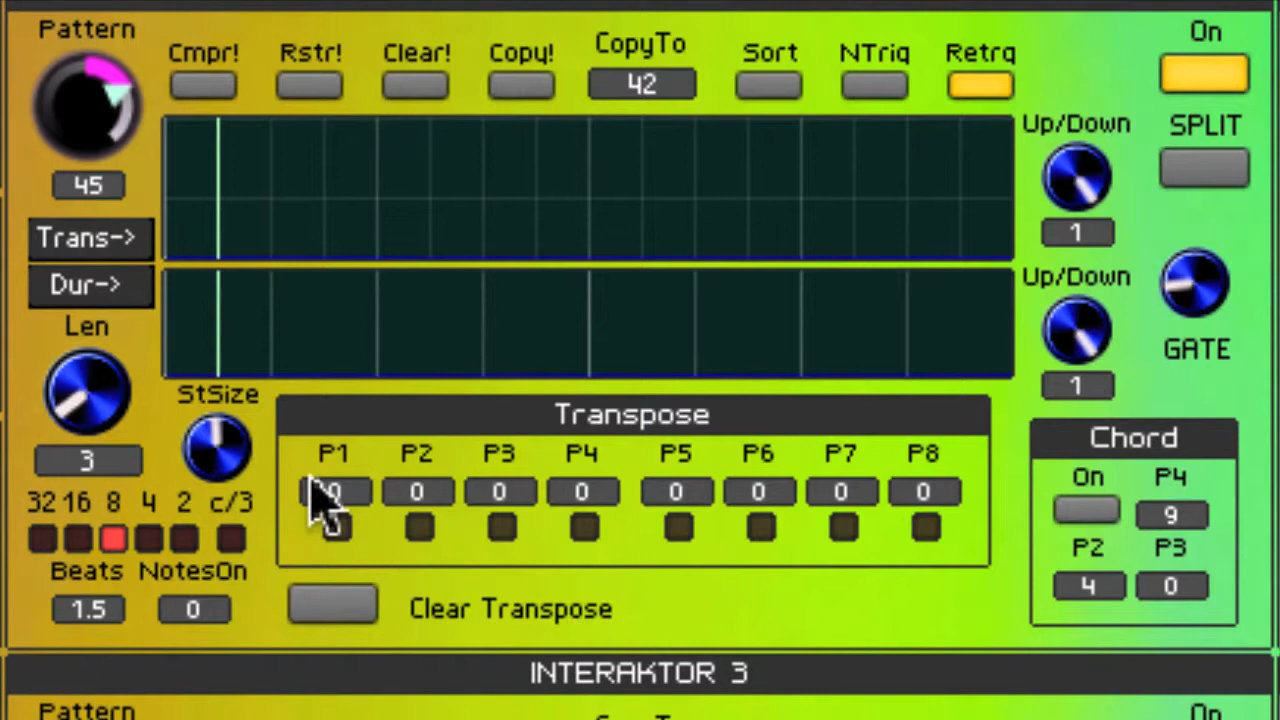 Pattern
Cmpr! Rstr! Clear! Copy! CopyTo Sort NTrig Retrg On
42
45
Up/Down SPLIT
1
Trans->
Dur->
Up/Down
GATE
1
Len
3
StSize
32 16 8 4 2 c/3
Beats NotesOn
1.5 0
Transpose
P1 P2 P3 P4 P5 P6 P7 P8
0 0 0 0 0 0 0 0
Clear Transpose
Chord
On P4
9
P2 P3
4 0
INTERAKTOR 3
Pattern
On